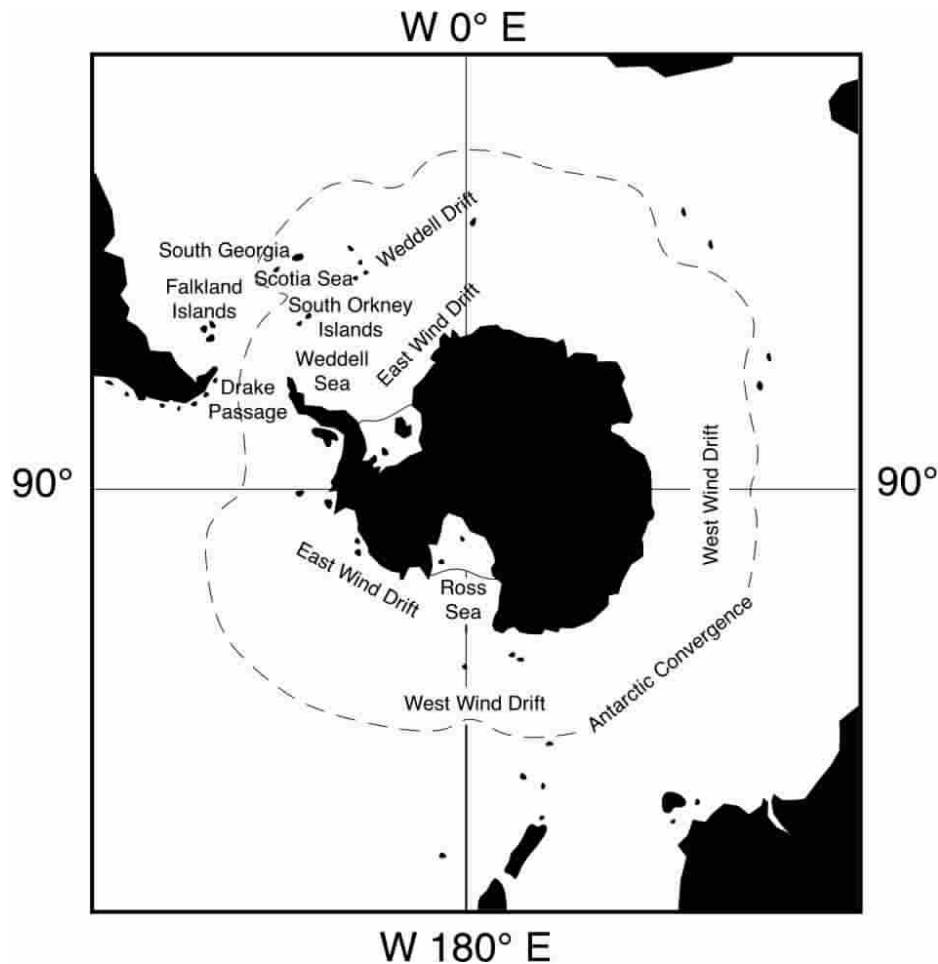 W 0° E
Weddell Drift
South Georgia
Scotia Sea
Falkland
Islands
South Orkney
Islands
East Wind Drift
Weddell
Sea
Drake
Passage
90°
90°
West Wind Drift
East Wind Drift
Ross
Sea
Antarctic Convergence
West Wind Drift
W 180° E